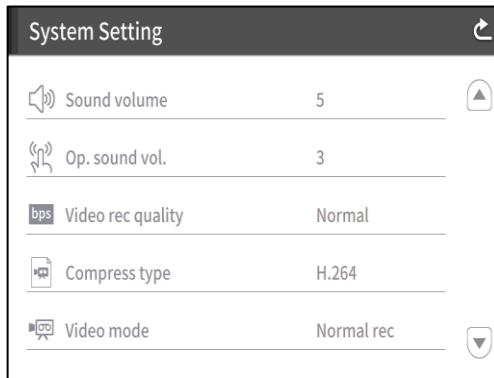 System Setting
Sound volume 5
Op. sound vol. 3
bps Video rec quality Normal
Compress type H.264
Video mode Normal rec